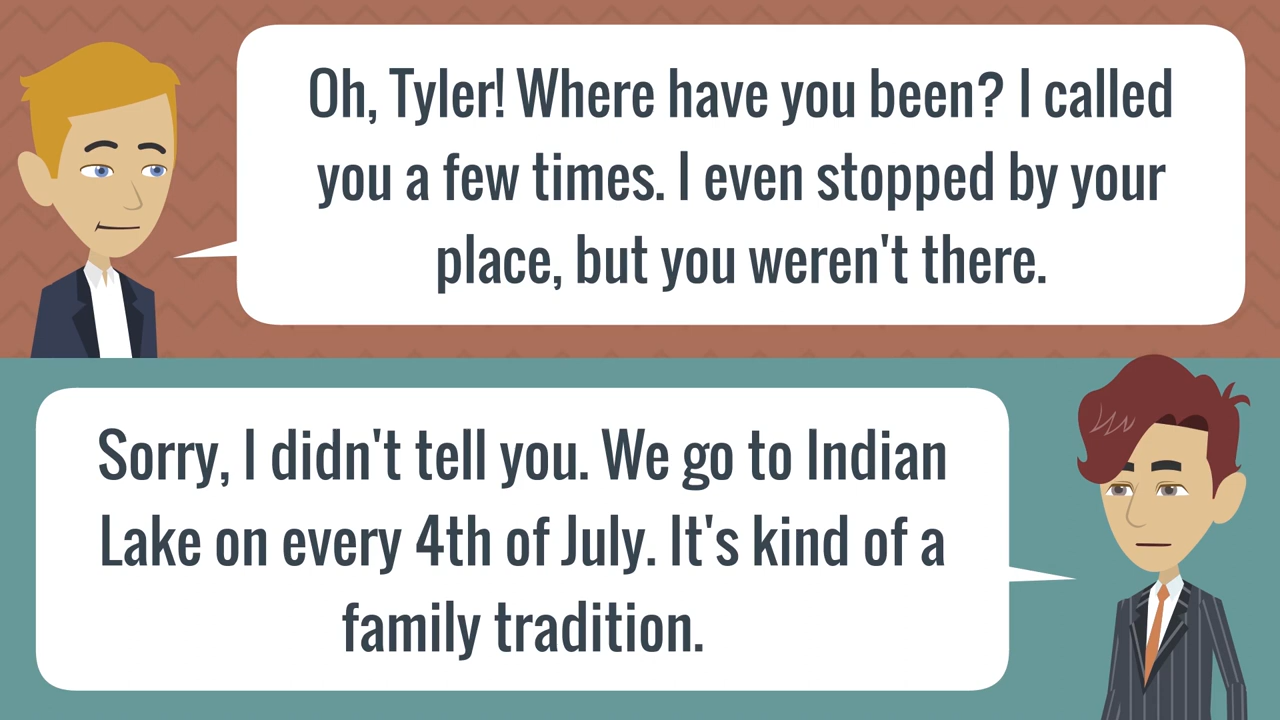 Oh, Tyler! Where have you been? I called
you a few times. I even stopped by your
place, but you weren't there.
Sorry, I didn't tell you. We go to Indian
Lake on every 4th of July. It's kind of a
family tradition.